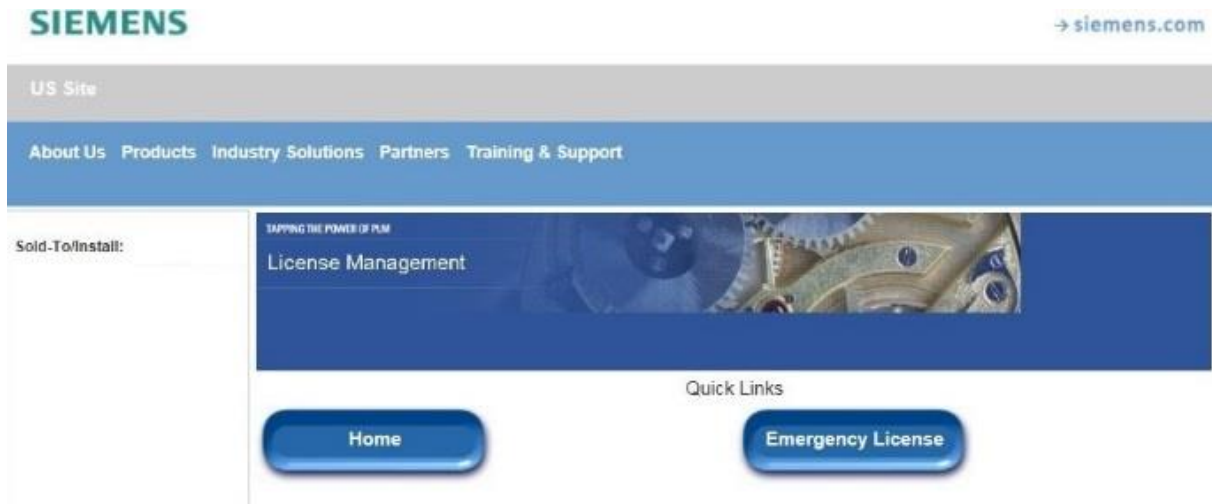 SIEMENS
→ siemens.com
US Site
About Us Products Industry Solutions Partners Training & Support
Sold-To/Install:
TAPPING THE POWER OF PLM
License Management
Quick Links
Home
Emergency License